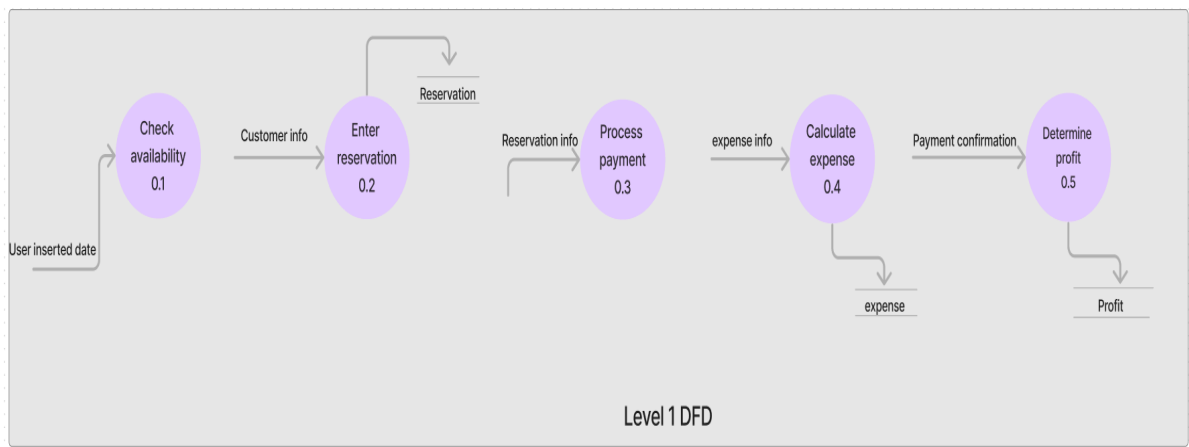 Check
availability
0.1
User inserted date
Customer info
Enter
reservation
0.2
Reservation
Reservation info
Process
payment
0.3
expense info
Calculate
expense
0.4
expense
Payment confirmation
Determine
profit
0.5
Profit
Level 1 DFD